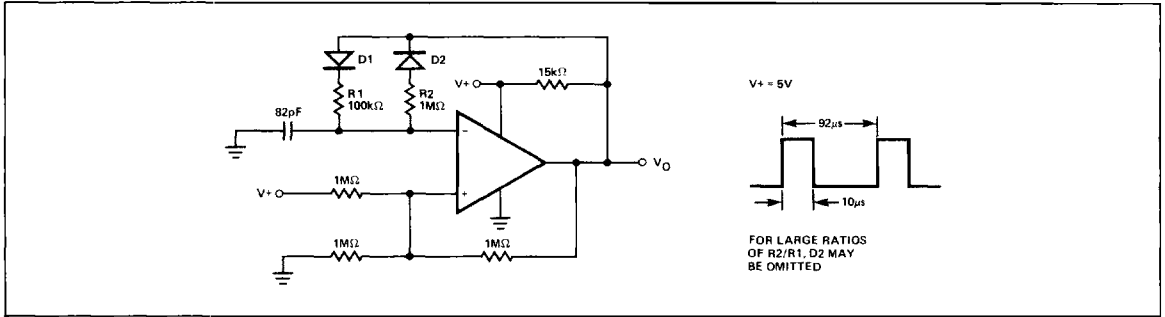 D1
D2
V+
15kΩ
R1
100kΩ
R2
1MΩ
82pF
−
V+
1MΩ
+
VO
1MΩ
1MΩ
V+ = 5V
92μs
10μs
FOR LARGE RATIOS
OF R2/R1, D2 MAY
BE OMITTED